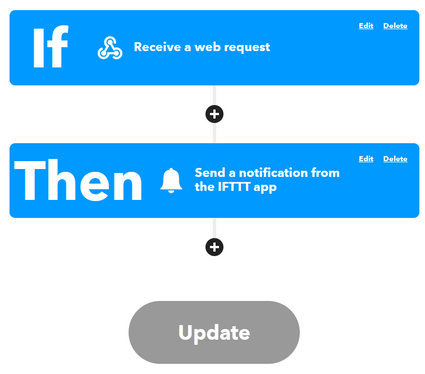 If
Receive a web request
Edit Delete
Then
Send a notification from
the IFTTT app
Edit Delete
Update